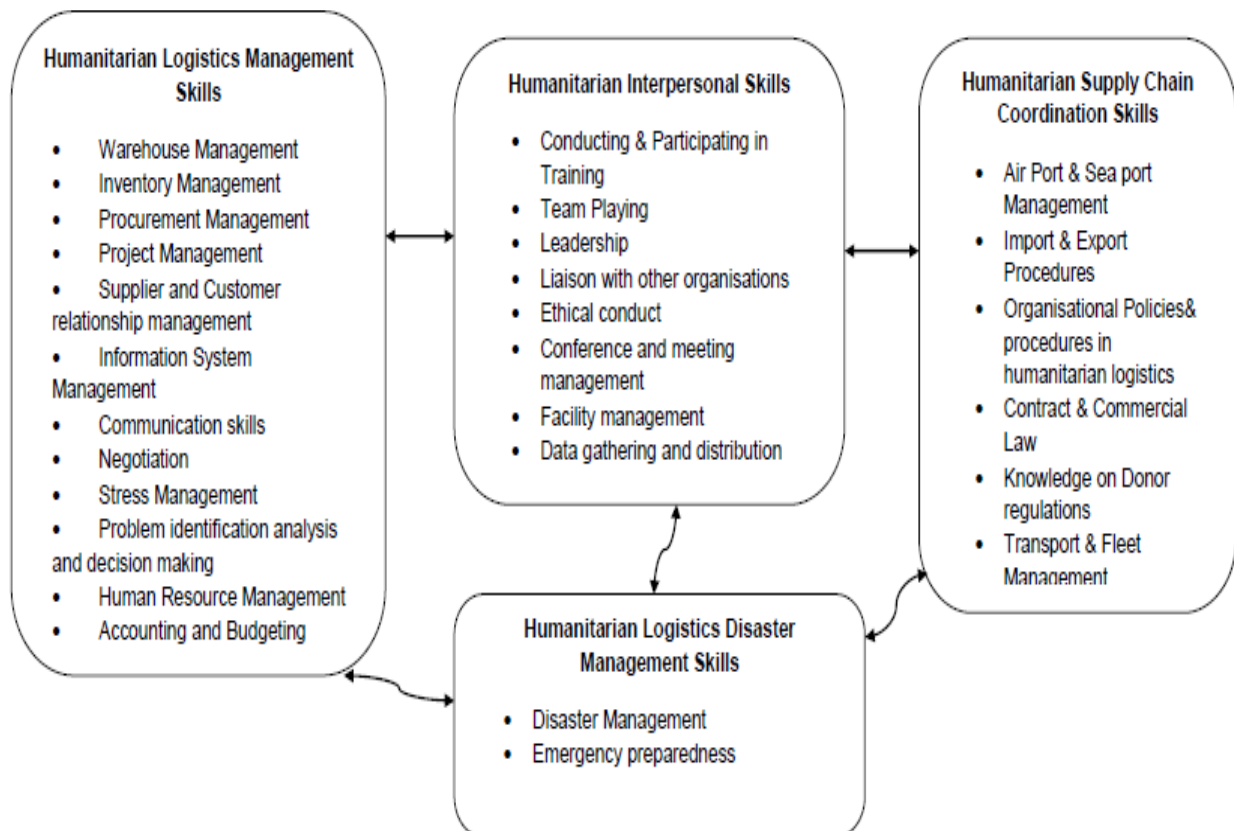 Humanitarian Logistics Management
Skills
• Warehouse Management
• Inventory Management
• Procurement Management
• Project Management
• Supplier and Customer
relationship management
• Information System
Management
• Communication skills
• Negotiation
• Stress Management
• Problem identification analysis
and decision making
• Human Resource Management
• Accounting and Budgeting
Humanitarian Interpersonal Skills
• Conducting & Participating in
Training
• Team Playing
• Leadership
• Liaison with other organisations
• Ethical conduct
• Conference and meeting
management
• Facility management
• Data gathering and distribution
Humanitarian Supply Chain
Coordination Skills
• Air Port & Sea port
Management
• Import & Export
Procedures
• Organisational Policies&
procedures in
humanitarian logistics
• Contract & Commercial
Law
• Knowledge on Donor
regulations
• Transport & Fleet
Management
Humanitarian Logistics Disaster
Management Skills
• Disaster Management
• Emergency preparedness